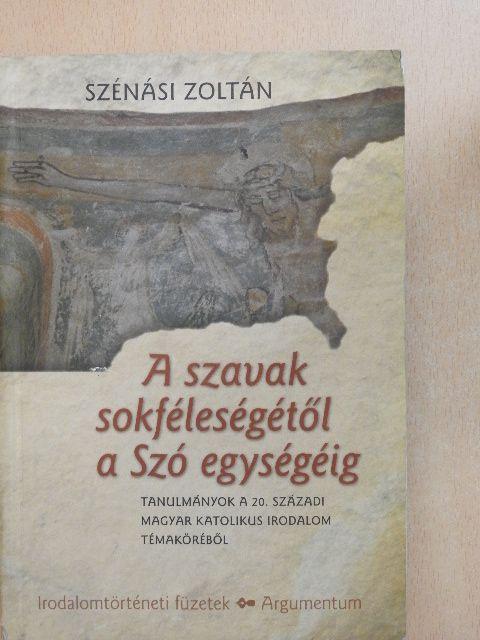 SZÉNÁSI ZOLTÁN
A szavak
sokféleségétől
a Szó egységéig
TANULMÁNYOK A 20. SZÁZADI
MAGYAR KATOLIKUS IRODALOM
TÉMAKÖRÉBŐL
Irodalomtörténeti füzetek Argumentum